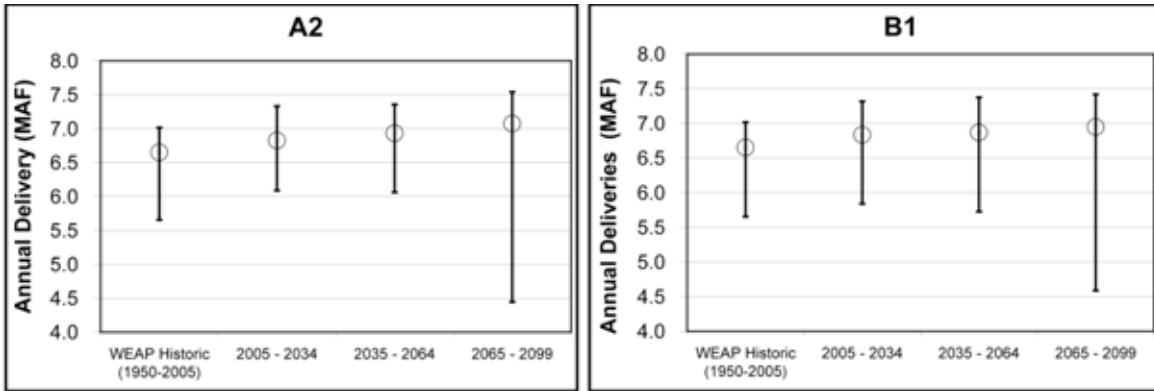 A2
Annual Delivery (MAF)
8.0
7.5
7.0
6.5
6.0
5.5
5.0
4.5
4.0
WEAP Historic
(1950-2005)
2005 - 2034
2035 - 2064
2065 - 2099
B1
Annual Deliveries (MAF)
8.0
7.5
7.0
6.5
6.0
5.5
5.0
4.5
4.0
WEAP Historic
(1950-2005)
2005 - 2034
2035 - 2064
2065 - 2099